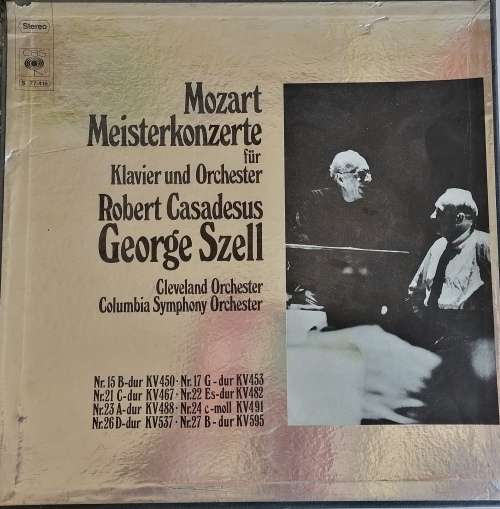 Stereo
CBS
S 77 416
Mozart
Meisterkonzerte
für
Klavier und Orchester
Robert Casadesus
George Szell
Cleveland Orchester
Columbia Symphony Orchester
Nr. 15 B-dur KV450 · Nr. 17 G-dur KV453
Nr. 21 C-dur KV467 · Nr. 22 Es-dur KV482
Nr. 23 A-dur KV488 · Nr. 24 c-moll KV491
Nr. 26 D-dur KV537 · Nr. 27 B-dur KV595